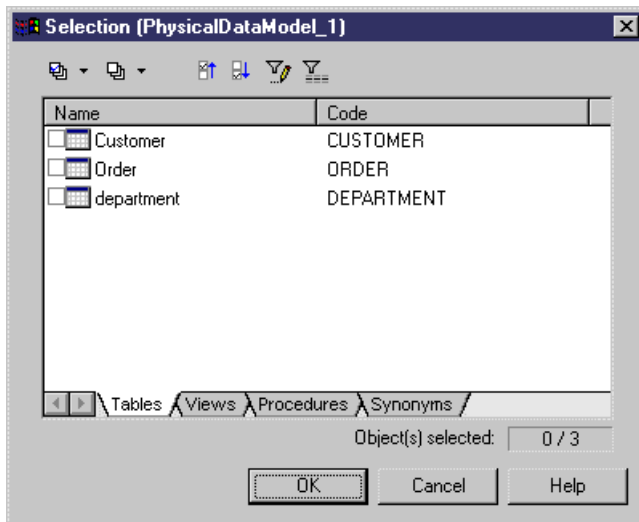 Selection (PhysicalDataModel_1)
Name Code
Customer CUSTOMER
Order ORDER
department DEPARTMENT
Tables Views Procedures Synonyms
Object(s) selected: 0 / 3
OK Cancel Help